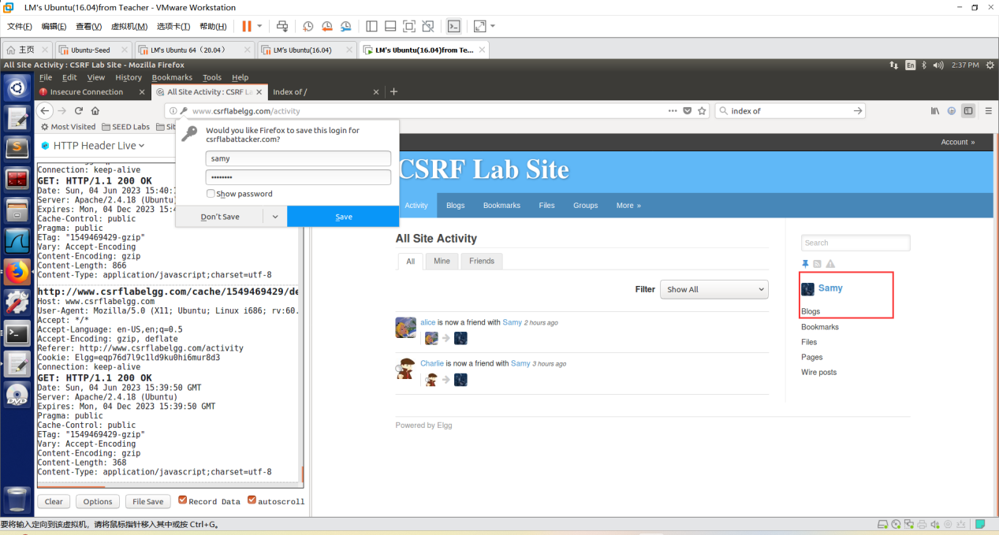 LM's Ubuntu(16.04)from Teacher - VMware Workstation
文件(F) 编辑(E) 查看(V) 虚拟机(M) 选项卡(T) 帮助(H)
主页 Ubuntu-Seed LM's Ubuntu 64（20.04） LM's Ubuntu(16.04) LM's Ubuntu(16.04)from Te...
All Site Activity : CSRF Lab Site - Mozilla Firefox
En 2:37 PM
File Edit View History Bookmarks Tools Help
Insecure Connection All Site Activity : CSRF La Index of /
www.csrflabelgg.com/activity
index of
Most Visited SEED Labs Sit
HTTP Header Live
Would you like Firefox to save this login for
csrflabattacker.com?
samy
••••••••
Show password
Don't Save Save
Connection: keep-alive
GET: HTTP/1.1 200 OK
Date: Sun, 04 Jun 2023 15:40:
Server: Apache/2.4.18 (Ubuntu)
Expires: Mon, 04 Dec 2023 15:4
Cache-Control: public
Pragma: public
ETag: "1549469429-gzip"
Vary: Accept-Encoding
Content-Encoding: gzip
Content-Length: 866
Content-Type: application/javascript;charset=utf-8
http://www.csrflabelgg.com/cache/1549469429/de
Host: www.csrflabelgg.com
User-Agent: Mozilla/5.0 (X11; Ubuntu; Linux i686; rv:60.
Accept: */*
Accept-Language: en-US,en;q=0.5
Accept-Encoding: gzip, deflate
Referer: http://www.csrflabelgg.com/activity
Cookie: Elgg=eqp76d7l9c1ld9ku0hi6mur8d3
Connection: keep-alive
GET: HTTP/1.1 200 OK
Date: Sun, 04 Jun 2023 15:39:50 GMT
Server: Apache/2.4.18 (Ubuntu)
Expires: Mon, 04 Dec 2023 15:39:50 GMT
Pragma: public
Cache-Control: public
ETag: "1549469429-gzip"
Vary: Accept-Encoding
Content-Encoding: gzip
Content-Length: 368
Content-Type: application/javascript;charset=utf-8
Clear Options File Save Record Data autoscroll
Account »
CSRF Lab Site
Activity Blogs Bookmarks Files Groups More »
All Site Activity
All Mine Friends
Filter Show All
alice is now a friend with Samy 2 hours ago
Charlie is now a friend with Samy 3 hours ago
Powered by Elgg
Search
Samy
Blogs
Bookmarks
Files
Pages
Wire posts
DVD
要将输入定向到该虚拟机，请将鼠标指针移入其中或按 Ctrl+G。